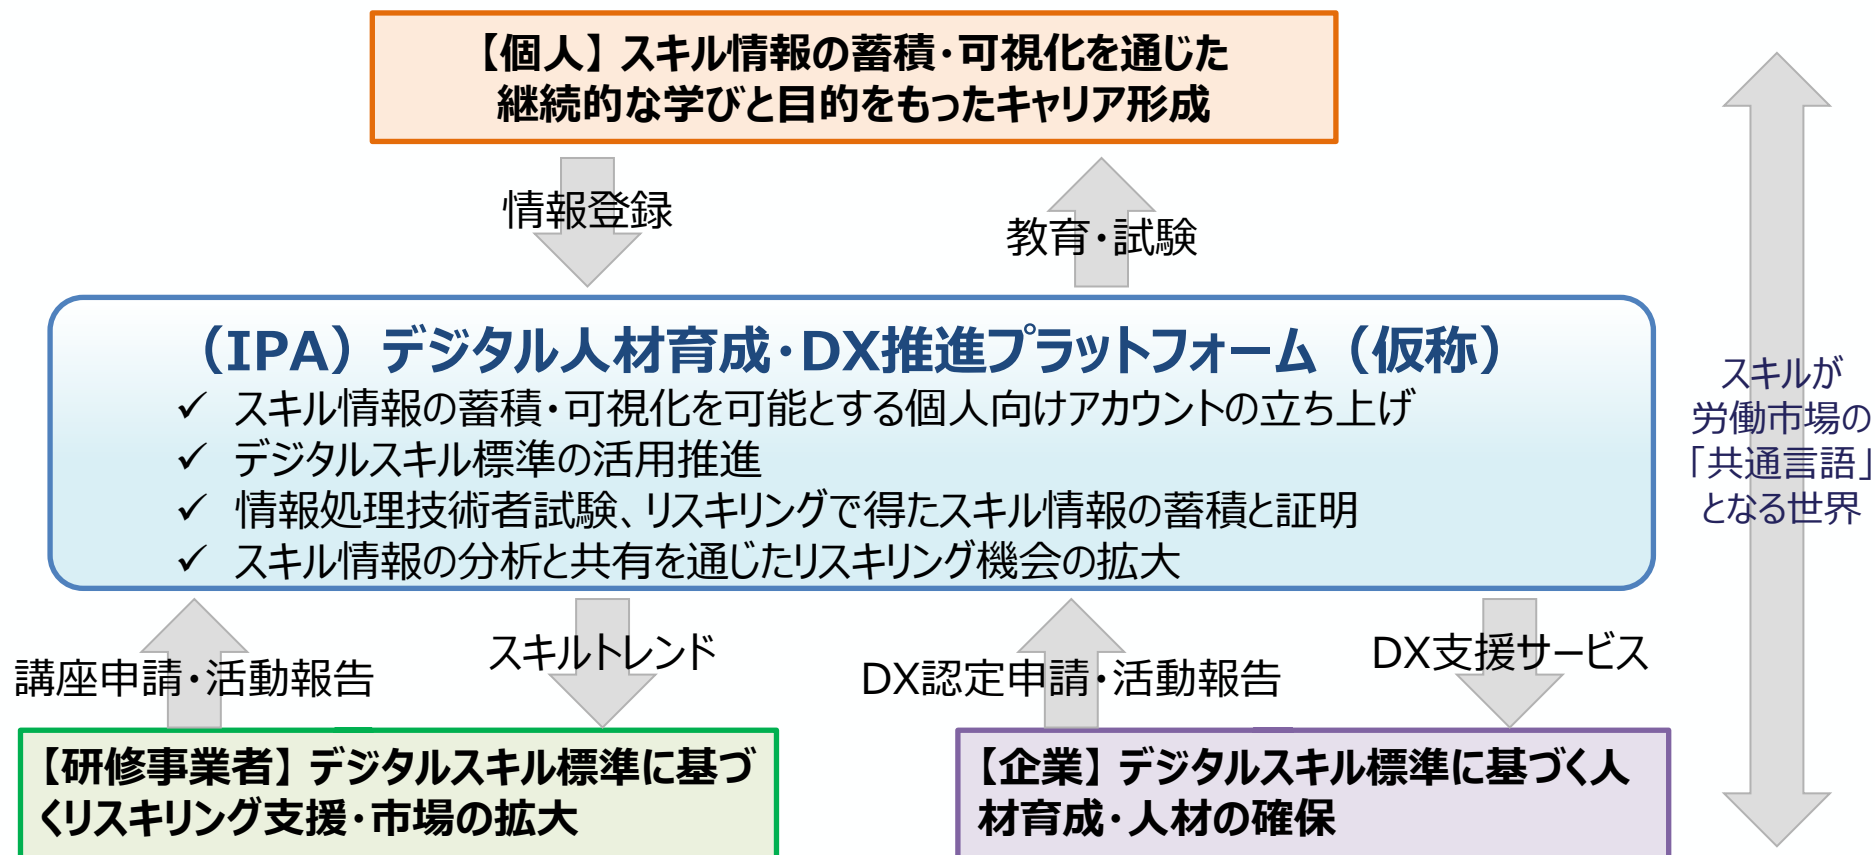 【個人】スキル情報の蓄積・可視化を通じた
継続的な学びと目的をもったキャリア形成
情報登録
教育・試験
（IPA）デジタル人材育成・DX推進プラットフォーム（仮称）
✓ スキル情報の蓄積・可視化を可能とする個人向けアカウントの立ち上げ
✓ デジタルスキル標準の活用推進
✓ 情報処理技術者試験、リスキリングで得たスキル情報の蓄積と証明
✓ スキル情報の分析と共有を通じたリスキリング機会の拡大
スキルが
労働市場の
「共通言語」
となる世界
講座申請・活動報告
スキルトレンド
DX認定申請・活動報告
DX支援サービス
【研修事業者】デジタルスキル標準に基づ
くリスキリング支援・市場の拡大
【企業】デジタルスキル標準に基づく人
材育成・人材の確保